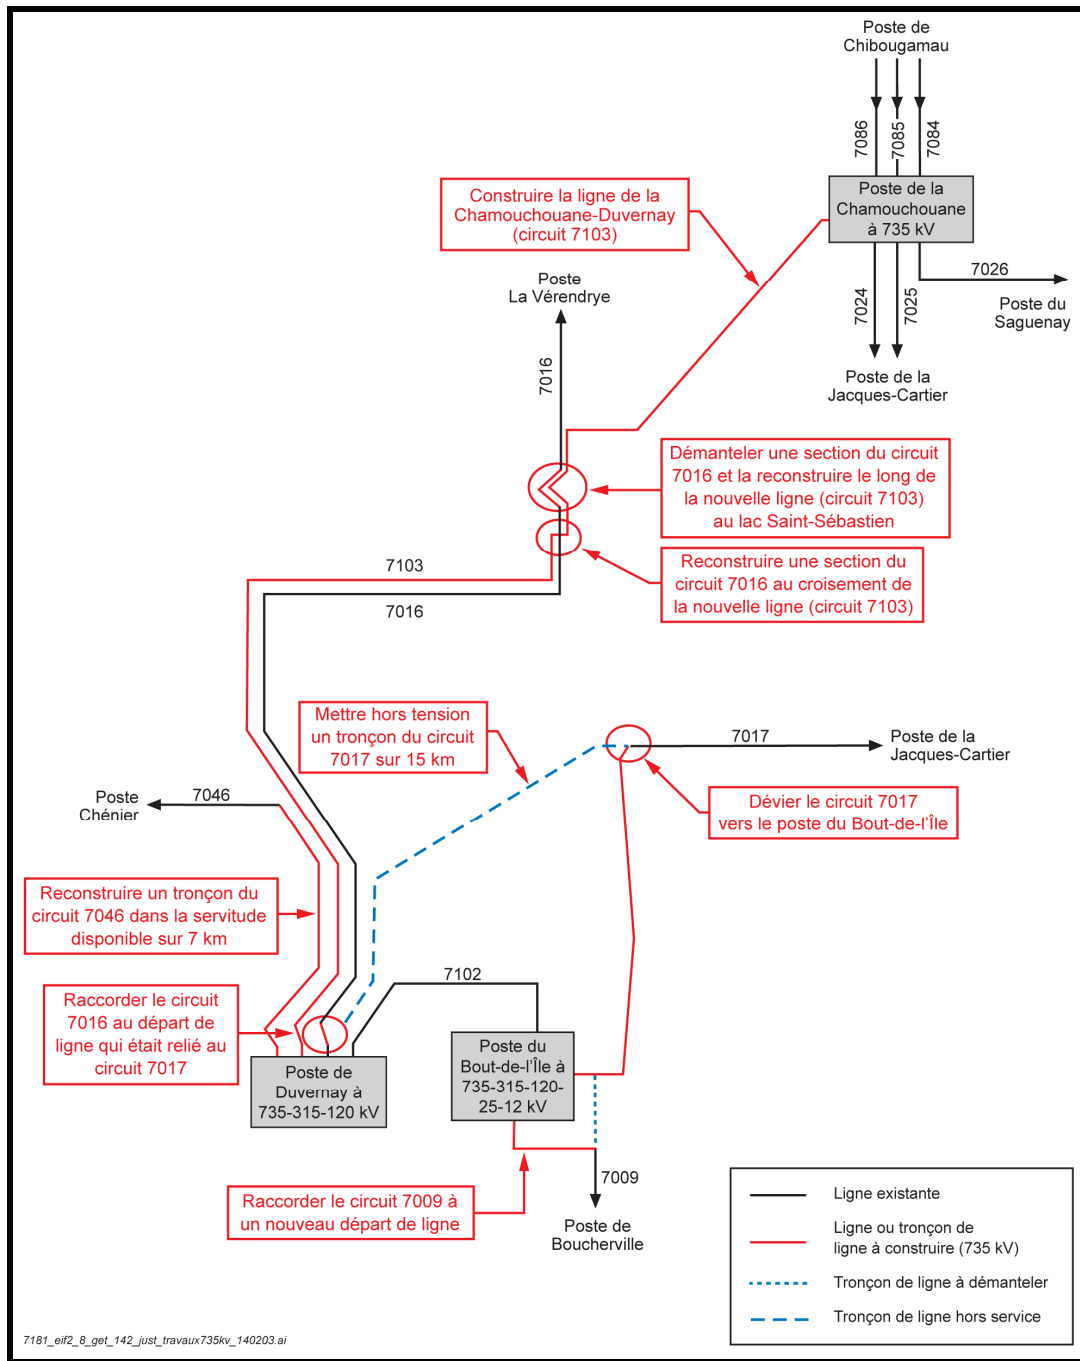 Poste de
Chibougamau
7086
7085
7084
Construire la ligne de la
Chamouchouane-Duvernay
(circuit 7103)
Poste de la
Chamouchouane
à 735 kV
7026
Poste
La Vérendrye
7024
7025
Poste du
Saguenay
7016
Poste de la
Jacques-Cartier
Démanteler une section du circuit
7016 et la reconstruire le long de
la nouvelle ligne (circuit 7103)
au lac Saint-Sébastien
7103
Reconstruire une section du
circuit 7016 au croisement de
la nouvelle ligne (circuit 7103)
7016
Mettre hors tension
un tronçon du circuit
7017 sur 15 km
7017
Poste de la
Jacques-Cartier
Poste
Chénier
7046
Dévier le circuit 7017
vers le poste du Bout-de-l'Île
Reconstruire un tronçon du
circuit 7046 dans la servitude
disponible sur 7 km
7102
Raccorder le circuit
7016 au départ de
ligne qui était relié au
circuit 7017
Poste de
Duvernay à
735-315-120 kV
Poste du
Bout-de-l'Île à
735-315-120-
25-12 kV
7009
Raccorder le circuit 7009 à
un nouveau départ de ligne
Poste de
Boucherville
Ligne existante
Ligne ou tronçon de
ligne à construire (735 kV)
Tronçon de ligne à démanteler
Tronçon de ligne hors service
7181_eif2_8_get_142_just_travaux735kv_140203.ai